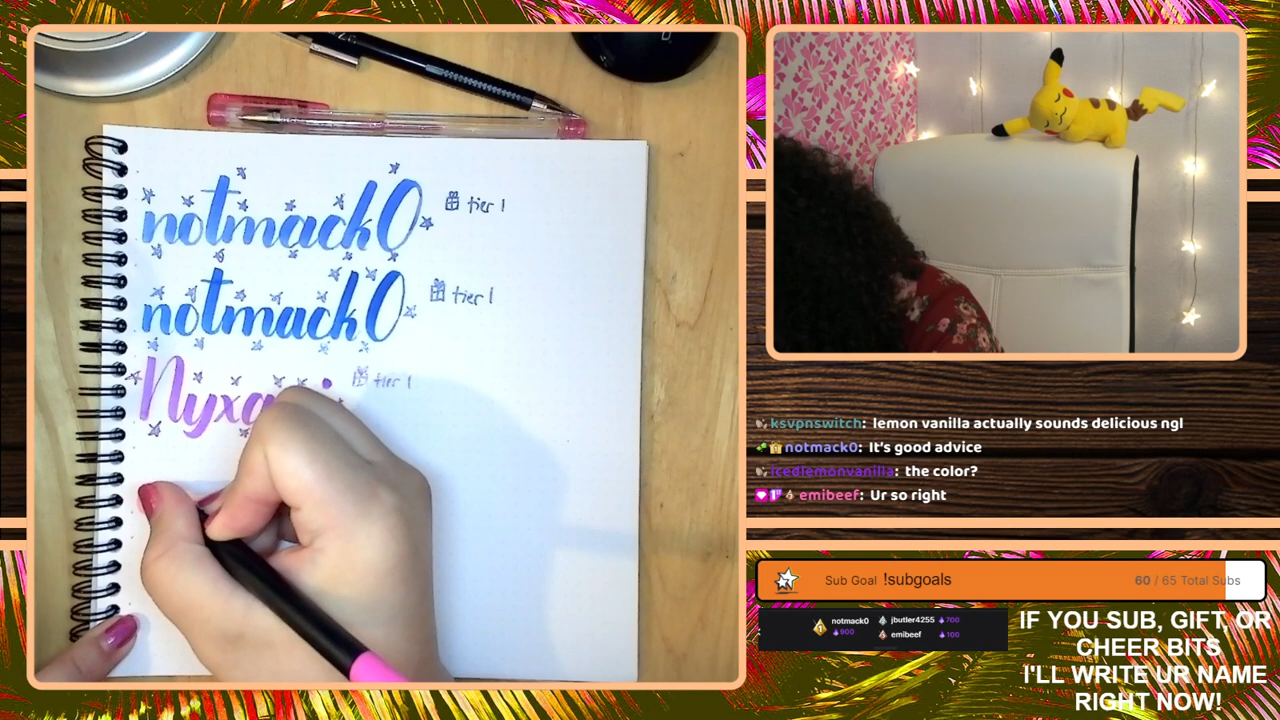 notmack0 tier 1
notmack0 tier 1
Nyxa tier 1
ksvpnswitch: lemon vanilla actually sounds delicious ngl
notmack0: It's good advice
icedlemonvanilla: the color?
emibeef: Ur so right
Sub Goal !subgoals 60 / 65 Total Subs
1 notmack0 900 jbutler4255 700
emibeef 100
IF YOU SUB, GIFT, OR
CHEER BITS
I'LL WRITE UR NAME
RIGHT NOW!